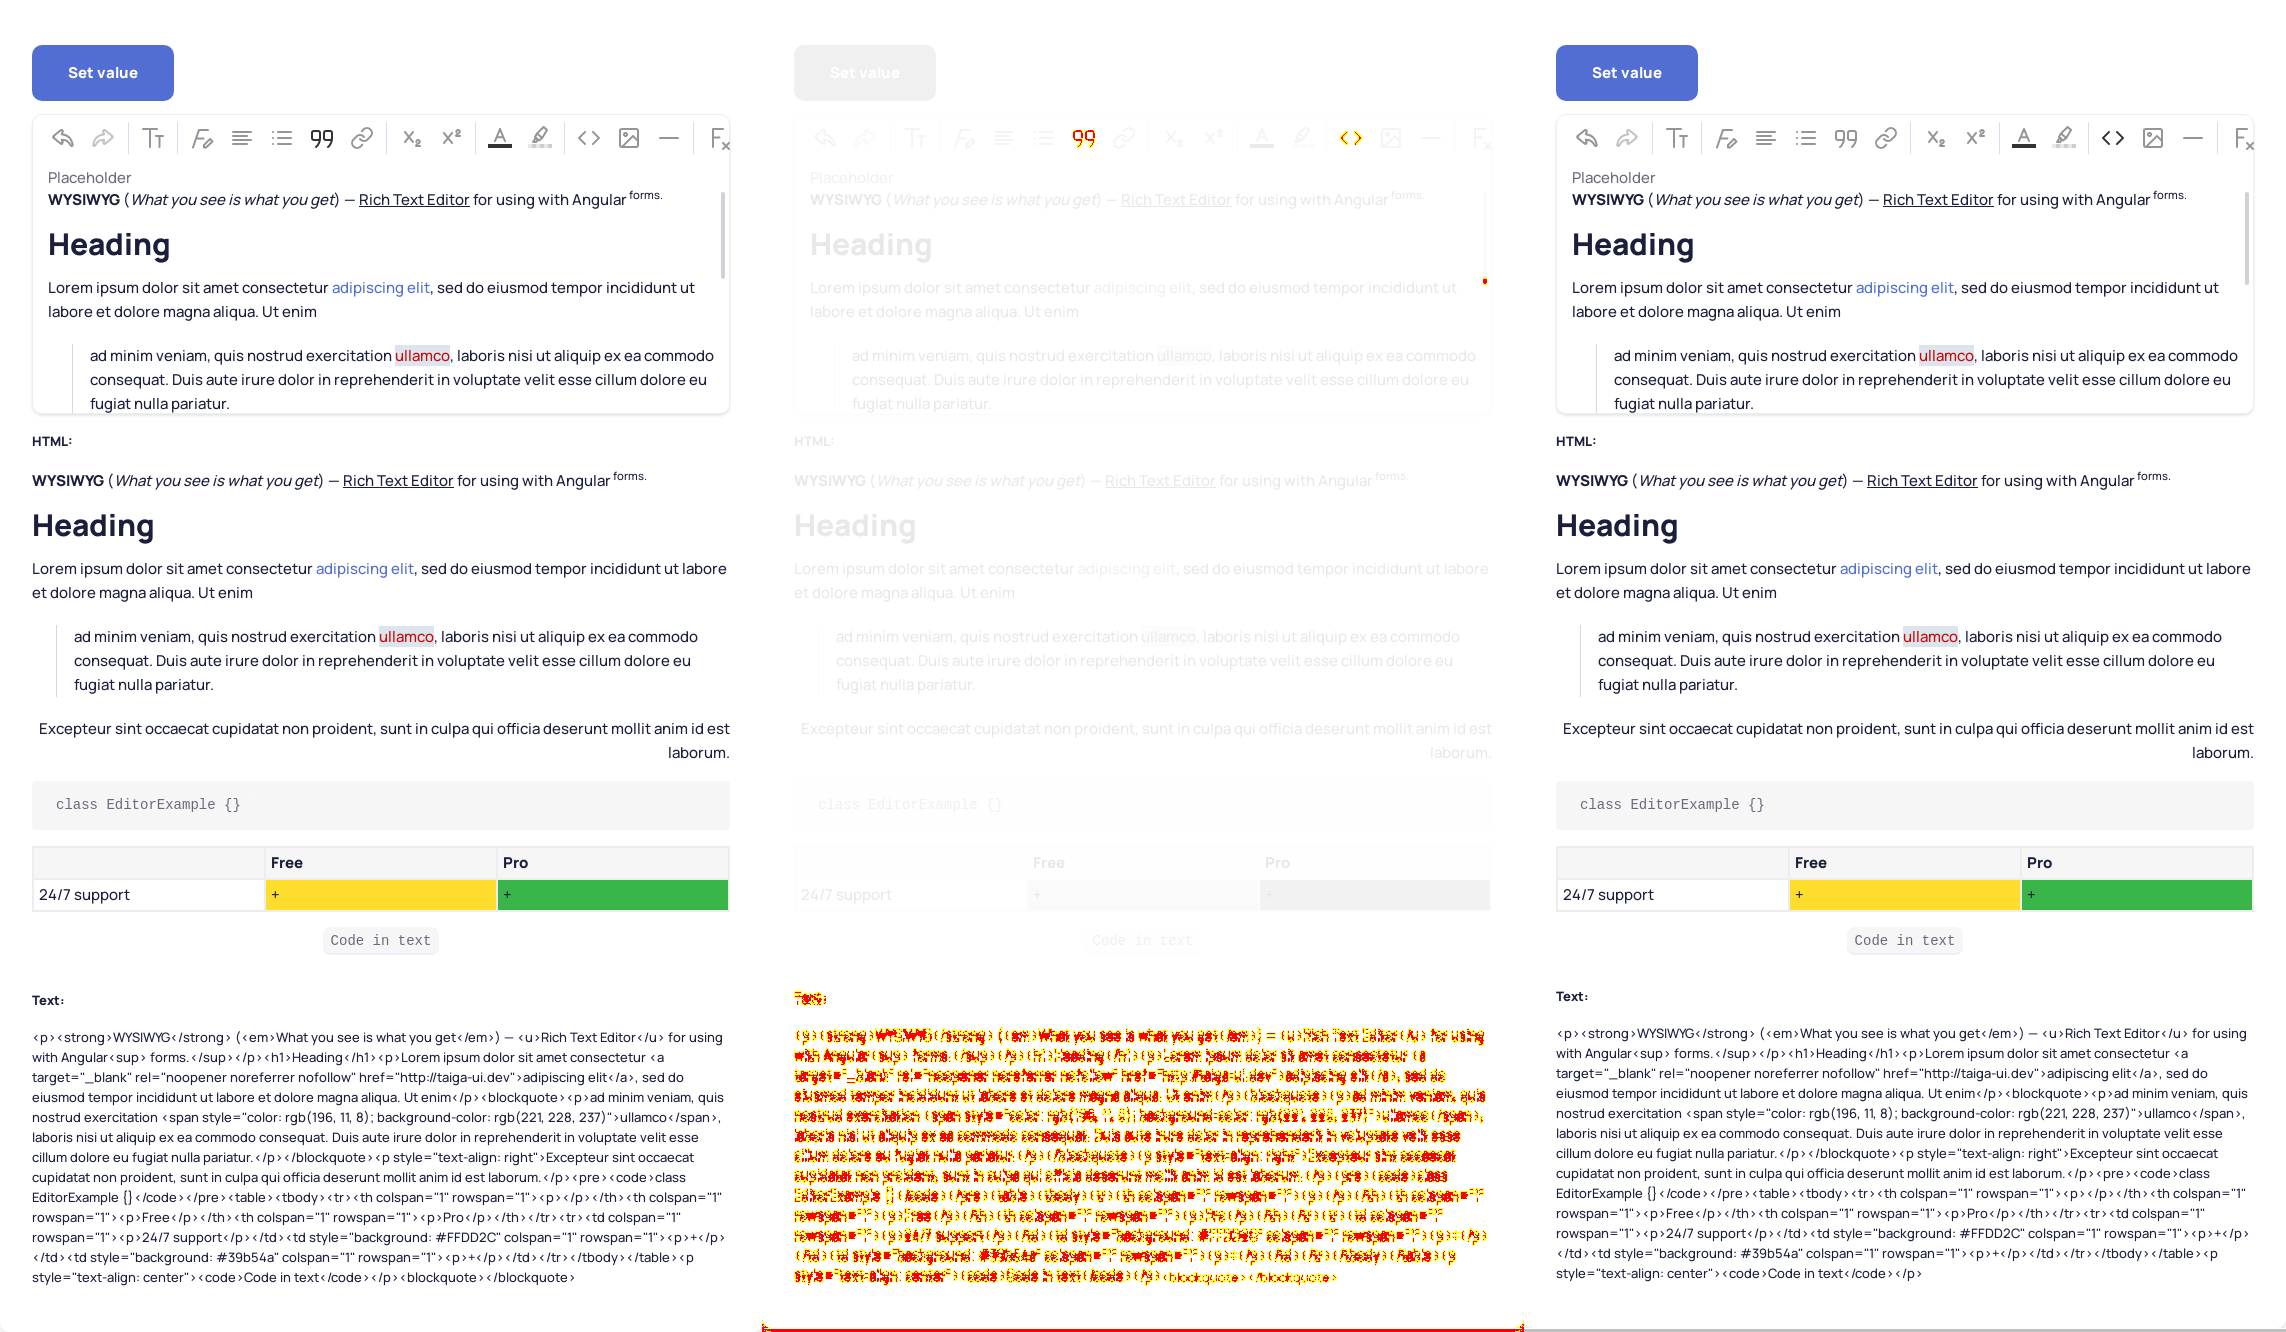 Set value
Placeholder
WYSIWYG (What you see is what you get) — Rich Text Editor for using with Angular forms.
Heading
Lorem ipsum dolor sit amet consectetur adipiscing elit, sed do eiusmod tempor incididunt ut
labore et dolore magna aliqua. Ut enim
ad minim veniam, quis nostrud exercitation ullamco, laboris nisi ut aliquip ex ea commodo
consequat. Duis aute irure dolor in reprehenderit in voluptate velit esse cillum dolore eu
fugiat nulla pariatur.
HTML:
WYSIWYG (What you see is what you get) — Rich Text Editor for using with Angular forms.
Heading
Lorem ipsum dolor sit amet consectetur adipiscing elit, sed do eiusmod tempor incididunt ut labore
et dolore magna aliqua. Ut enim
ad minim veniam, quis nostrud exercitation ullamco, laboris nisi ut aliquip ex ea commodo
consequat. Duis aute irure dolor in reprehenderit in voluptate velit esse cillum dolore eu
fugiat nulla pariatur.
Excepteur sint occaecat cupidatat non proident, sunt in culpa qui officia deserunt mollit anim id est
laborum.
class EditorExample {}
Free Pro
24/7 support + +
Code in text
Text:
<p><strong>WYSIWYG</strong> (<em>What you see is what you get</em>) — <u>Rich Text Editor</u> for using
with Angular<sup> forms.</sup></p><h1>Heading</h1><p>Lorem ipsum dolor sit amet consectetur <a
target="_blank" rel="noopener noreferrer nofollow" href="http://taiga-ui.dev">adipiscing elit</a>, sed do
eiusmod tempor incididunt ut labore et dolore magna aliqua. Ut enim</p><blockquote><p>ad minim veniam, quis
nostrud exercitation <span style="color: rgb(196, 11, 8); background-color: rgb(221, 228, 237)">ullamco</span>,
laboris nisi ut aliquip ex ea commodo consequat. Duis aute irure dolor in reprehenderit in voluptate velit esse
cillum dolore eu fugiat nulla pariatur.</p></blockquote><p style="text-align: right">Excepteur sint occaecat
cupidatat non proident, sunt in culpa qui officia deserunt mollit anim id est laborum.</p><pre><code>class
EditorExample {}</code></pre><table><tbody><tr><th colspan="1" rowspan="1"><p></p></th><th colspan="1"
rowspan="1"><p>Free</p></th><th colspan="1" rowspan="1"><p>Pro</p></th></tr><tr><td colspan="1"
rowspan="1"><p>24/7 support</p></td><td style="background: #FFDD2C" colspan="1" rowspan="1"><p>+</p>
</td><td style="background: #39b54a" colspan="1" rowspan="1"><p>+</p></td></tr></tbody></table><p
style="text-align: center"><code>Code in text</code></p><blockquote></blockquote>
Set value
Placeholder
WYSIWYG (What you see is what you get) — Rich Text Editor for using with Angular forms.
Heading
Lorem ipsum dolor sit amet consectetur adipiscing elit, sed do eiusmod tempor incididunt ut
labore et dolore magna aliqua. Ut enim
ad minim veniam, quis nostrud exercitation ullamco, laboris nisi ut aliquip ex ea commodo
consequat. Duis aute irure dolor in reprehenderit in voluptate velit esse cillum dolore eu
fugiat nulla pariatur.
HTML:
WYSIWYG (What you see is what you get) — Rich Text Editor for using with Angular forms.
Heading
Lorem ipsum dolor sit amet consectetur adipiscing elit, sed do eiusmod tempor incididunt ut labore
et dolore magna aliqua. Ut enim
ad minim veniam, quis nostrud exercitation ullamco, laboris nisi ut aliquip ex ea commodo
consequat. Duis aute irure dolor in reprehenderit in voluptate velit esse cillum dolore eu
fugiat nulla pariatur.
Excepteur sint occaecat cupidatat non proident, sunt in culpa qui officia deserunt mollit anim id est
laborum.
class EditorExample {}
Free Pro
24/7 support + +
Code in text
<blockquote></blockquote>
Set value
Placeholder
WYSIWYG (What you see is what you get) — Rich Text Editor for using with Angular forms.
Heading
Lorem ipsum dolor sit amet consectetur adipiscing elit, sed do eiusmod tempor incididunt ut
labore et dolore magna aliqua. Ut enim
ad minim veniam, quis nostrud exercitation ullamco, laboris nisi ut aliquip ex ea commodo
consequat. Duis aute irure dolor in reprehenderit in voluptate velit esse cillum dolore eu
fugiat nulla pariatur.
HTML:
WYSIWYG (What you see is what you get) — Rich Text Editor for using with Angular forms.
Heading
Lorem ipsum dolor sit amet consectetur adipiscing elit, sed do eiusmod tempor incididunt ut labore
et dolore magna aliqua. Ut enim
ad minim veniam, quis nostrud exercitation ullamco, laboris nisi ut aliquip ex ea commodo
consequat. Duis aute irure dolor in reprehenderit in voluptate velit esse cillum dolore eu
fugiat nulla pariatur.
Excepteur sint occaecat cupidatat non proident, sunt in culpa qui officia deserunt mollit anim id est
laborum.
class EditorExample {}
Free Pro
24/7 support + +
Code in text
Text:
<p><strong>WYSIWYG</strong> (<em>What you see is what you get</em>) — <u>Rich Text Editor</u> for using
with Angular<sup> forms.</sup></p><h1>Heading</h1><p>Lorem ipsum dolor sit amet consectetur <a
target="_blank" rel="noopener noreferrer nofollow" href="http://taiga-ui.dev">adipiscing elit</a>, sed do
eiusmod tempor incididunt ut labore et dolore magna aliqua. Ut enim</p><blockquote><p>ad minim veniam, quis
nostrud exercitation <span style="color: rgb(196, 11, 8); background-color: rgb(221, 228, 237)">ullamco</span>,
laboris nisi ut aliquip ex ea commodo consequat. Duis aute irure dolor in reprehenderit in voluptate velit esse
cillum dolore eu fugiat nulla pariatur.</p></blockquote><p style="text-align: right">Excepteur sint occaecat
cupidatat non proident, sunt in culpa qui officia deserunt mollit anim id est laborum.</p><pre><code>class
EditorExample {}</code></pre><table><tbody><tr><th colspan="1" rowspan="1"><p></p></th><th colspan="1"
rowspan="1"><p>Free</p></th><th colspan="1" rowspan="1"><p>Pro</p></th></tr><tr><td colspan="1"
rowspan="1"><p>24/7 support</p></td><td style="background: #FFDD2C" colspan="1" rowspan="1"><p>+</p>
</td><td style="background: #39b54a" colspan="1" rowspan="1"><p>+</p></td></tr></tbody></table><p
style="text-align: center"><code>Code in text</code></p>